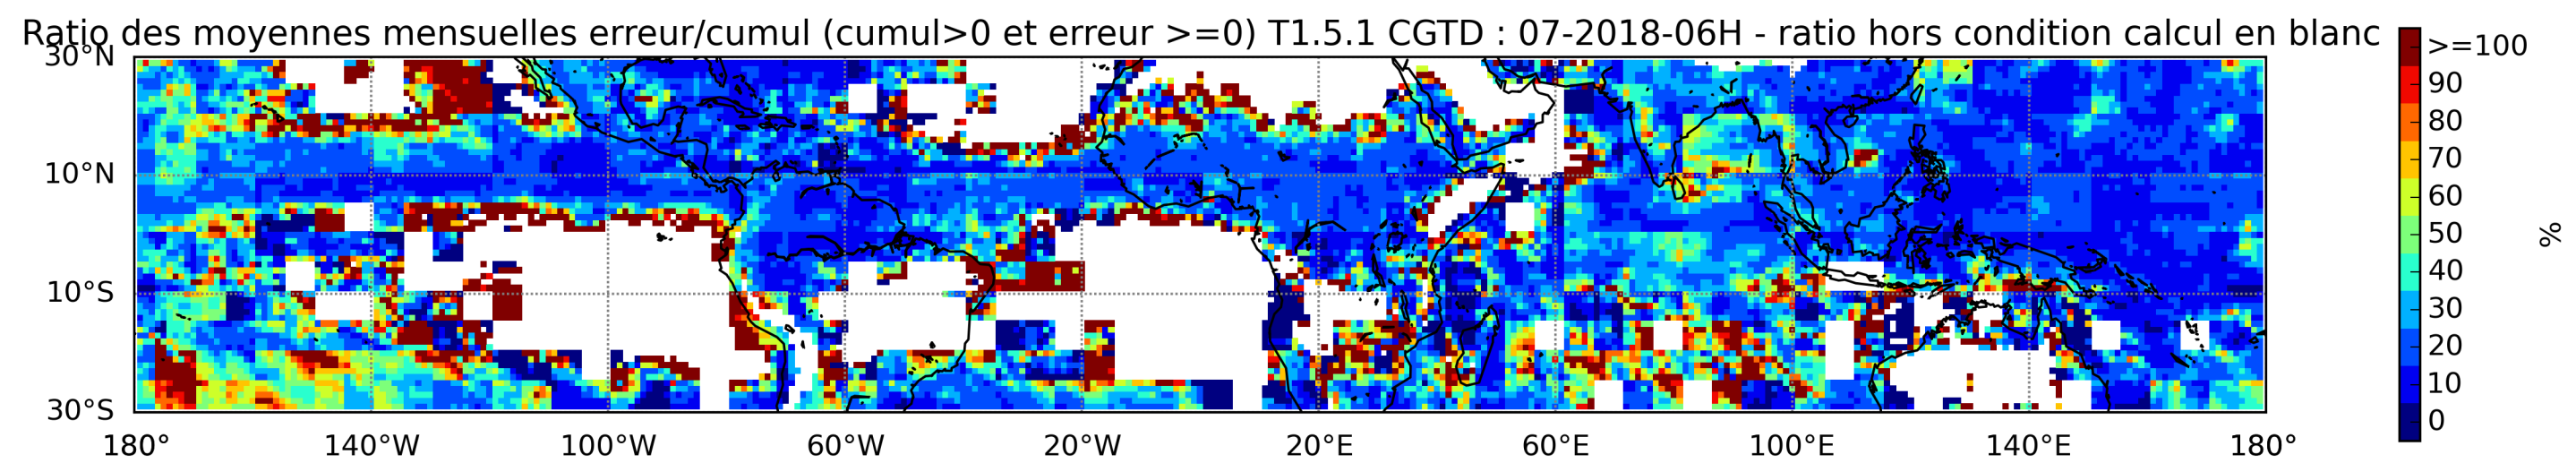 Ratio des moyennes mensuelles erreur/cumul (cumul>0 et erreur >=0) T1.5.1 CGTD : 07-2018-06H - ratio hors condition calcul en blanc
30°N
10°N
10°S
30°S
180° 140°W 100°W 60°W 20°W 20°E 60°E 100°E 140°E 180°
>=100
90
80
70
60
50
40
30
20
10
0
%